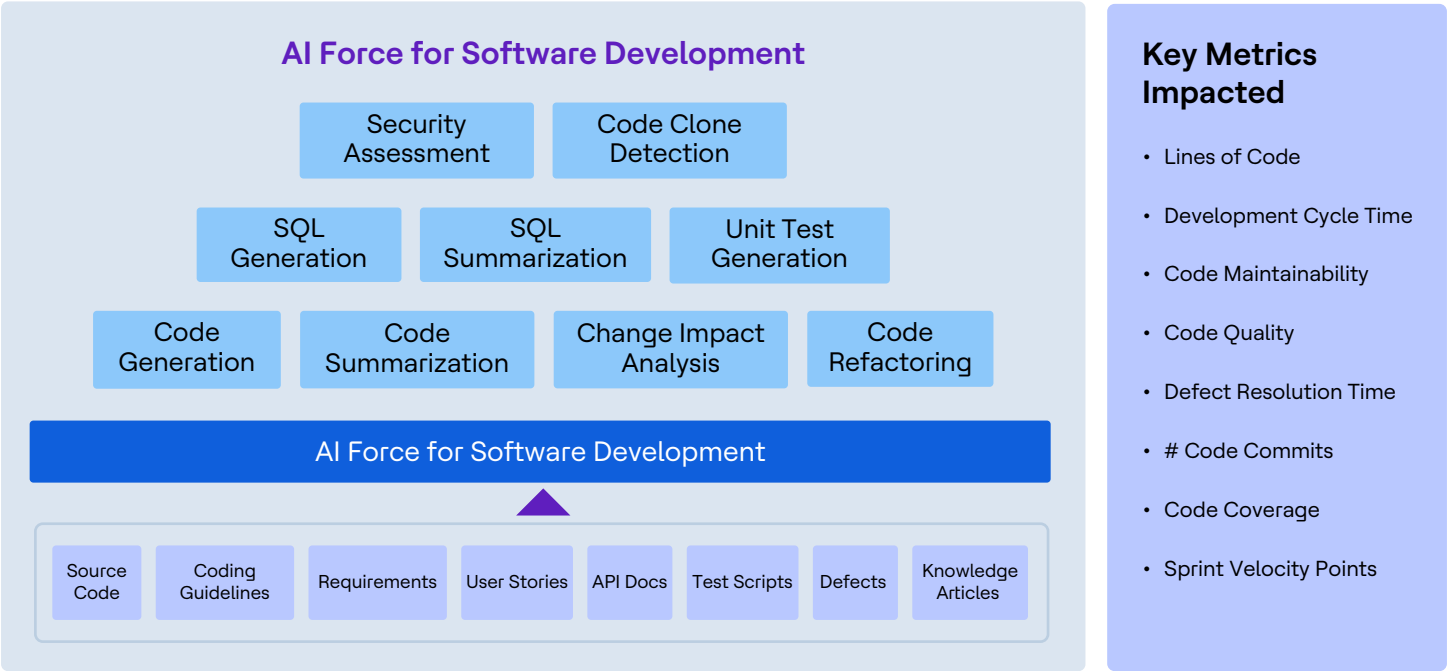 AI Force for Software Development
Security
Assessment
Code Clone
Detection
SQL
Generation
SQL
Summarization
Unit Test
Generation
Code
Generation
Code
Summarization
Change Impact
Analysis
Code
Refactoring
AI Force for Software Development
Source
Code
Coding
Guidelines
Requirements
User Stories
API Docs
Test Scripts
Defects
Knowledge
Articles
Key Metrics
Impacted
• Lines of Code
• Development Cycle Time
• Code Maintainability
• Code Quality
• Defect Resolution Time
• # Code Commits
• Code Coverage
• Sprint Velocity Points